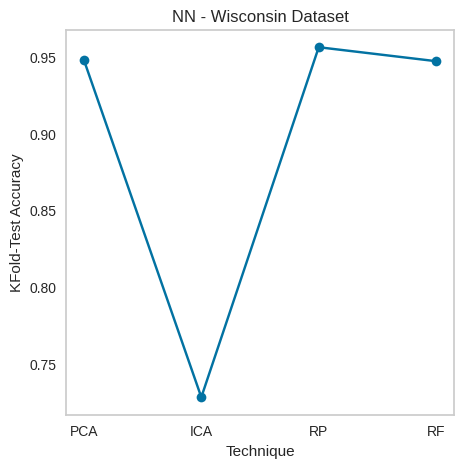 NN - Wisconsin Dataset
KFold-Test Accuracy
0.95
0.90
0.85
0.80
0.75
PCA ICA RP RF
Technique